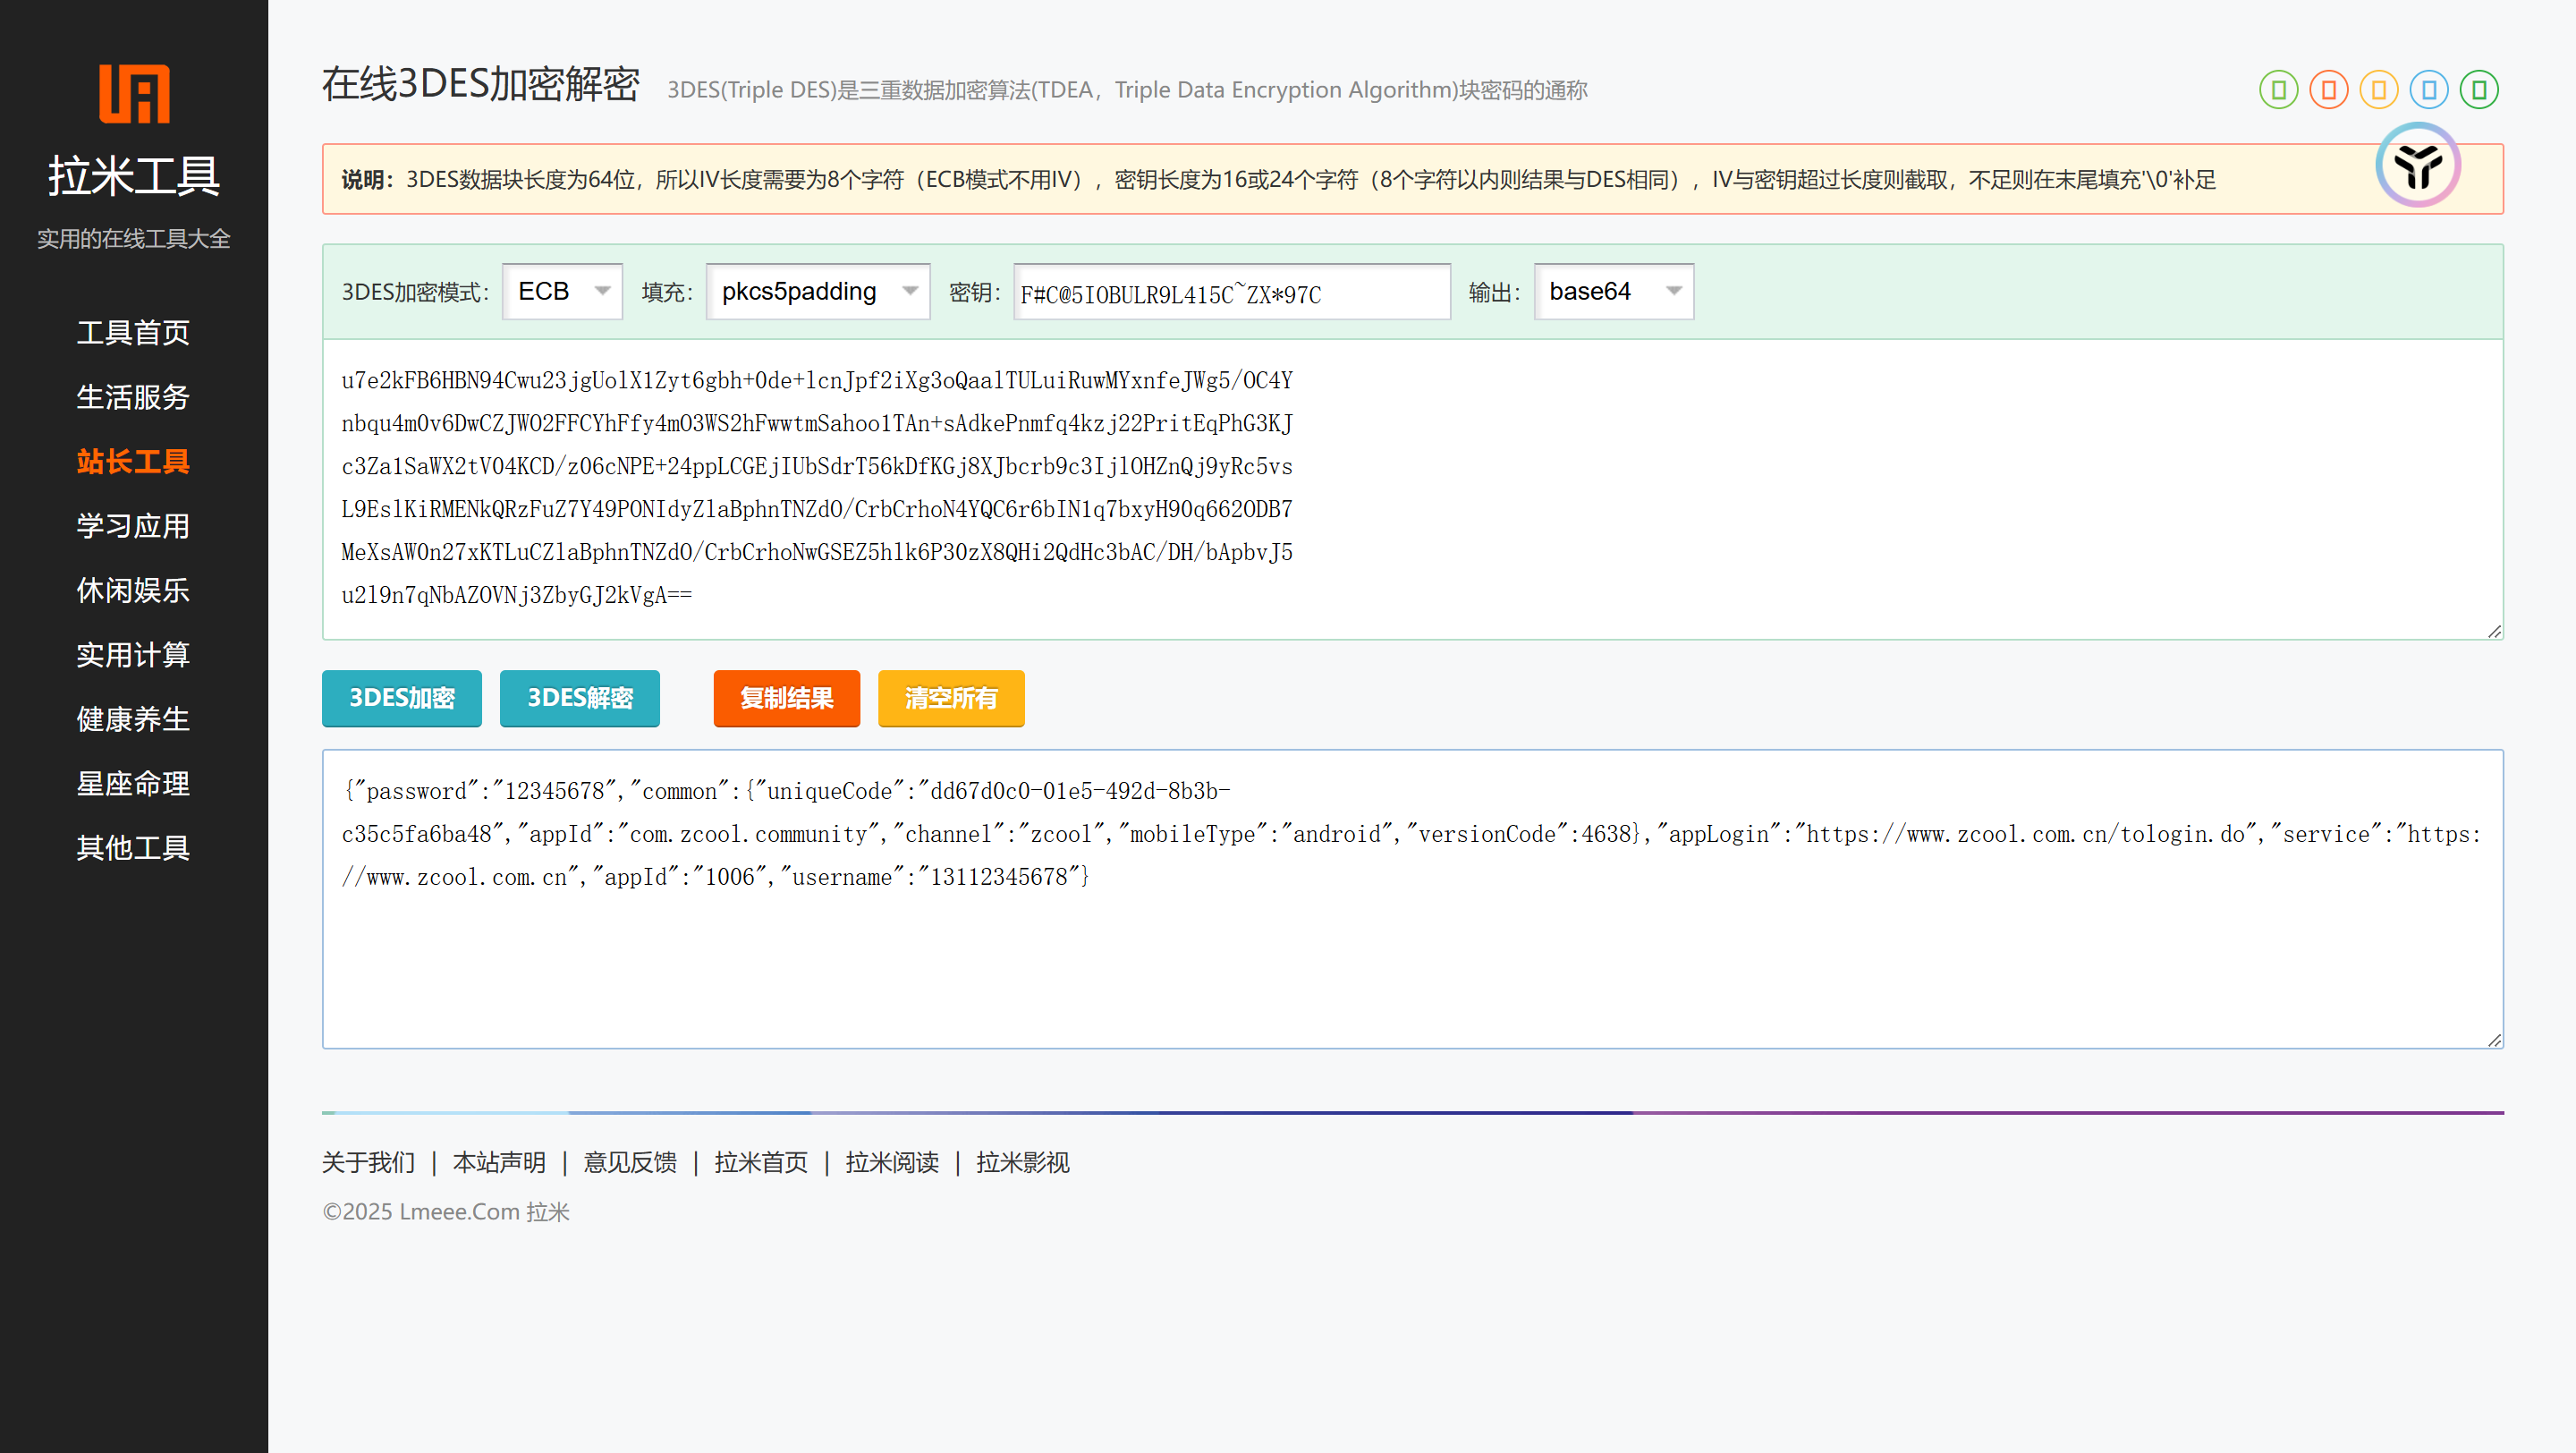 拉米工具
实用的在线工具大全
工具首页
生活服务
站长工具
学习应用
休闲娱乐
实用计算
健康养生
星座命理
其他工具
在线3DES加密解密 3DES(Triple DES)是三重数据加密算法(TDEA，Triple Data Encryption Algorithm)块密码的通称
说明：3DES数据块长度为64位，所以IV长度需要为8个字符（ECB模式不用IV），密钥长度为16或24个字符（8个字符以内则结果与DES相同），IV与密钥超过长度则截取，不足则在末尾填充'\0'补足
3DES加密模式： ECB 填充： pkcs5padding 密钥： F#C@5IOBULR9L415C~ZX*97C 输出： base64
u7e2kFB6HBN94Cwu23jgUolX1Zyt6gbh+0de+lcnJpf2iXg3oQaalTULuiRuwMYxnfeJWg5/OC4Y
nbqu4m0v6DwCZJWO2FFCYhFfy4mO3WS2hFwwtmSahoo1TAn+sAdkePnmfq4kzj22PritEqPhG3KJ
c3Za1SaWX2tV04KCD/z06cNPE+24ppLCGEjIUbSdrT56kDfKGj8XJbcrb9c3IjlOHZnQj9yRc5vs
L9EslKiRMENkQRzFuZ7Y49PONIdyZlaBphnTNZdO/CrbCrhoN4YQC6r6bIN1q7bxyH90q662ODB7
MeXsAW0n27xKTLuCZlaBphnTNZdO/CrbCrhoNwGSEZ5hlk6P30zX8QHi2QdHc3bAC/DH/bApbvJ5
u2l9n7qNbAZOVNj3ZbyGJ2kVgA==
3DES加密 3DES解密 复制结果 清空所有
{"password":"12345678","common":{"uniqueCode":"dd67d0c0-01e5-492d-8b3b-
c35c5fa6ba48","appId":"com.zcool.community","channel":"zcool","mobileType":"android","versionCode":4638},"appLogin":"https://www.zcool.com.cn/tologin.do","service":"https:
//www.zcool.com.cn","appId":"1006","username":"13112345678"}
关于我们 | 本站声明 | 意见反馈 | 拉米首页 | 拉米阅读 | 拉米影视
©2025 Lmeee.Com 拉米